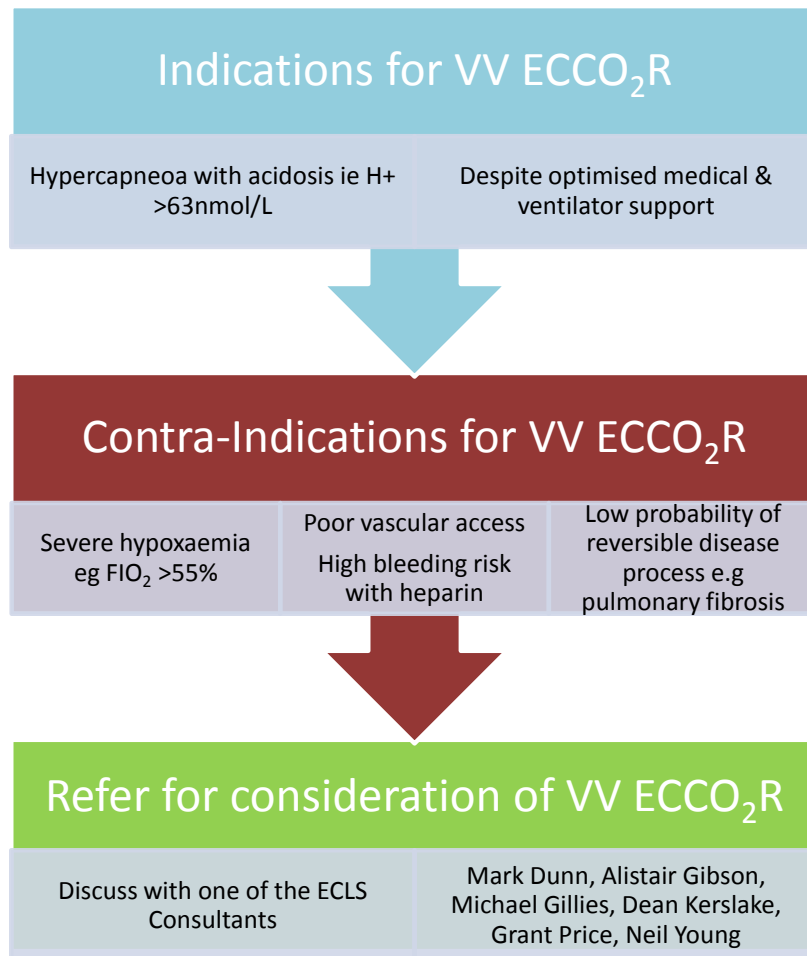 Indications for VV ECCO₂R
Hypercapneoa with acidosis ie H+
>63nmol/L
Despite optimised medical &
ventilator support
Contra-Indications for VV ECCO₂R
Severe hypoxaemia
eg FIO₂ >55%
Poor vascular access
High bleeding risk
with heparin
Low probability of
reversible disease
process e.g
pulmonary fibrosis
Refer for consideration of VV ECCO₂R
Discuss with one of the ECLS
Consultants
Mark Dunn, Alistair Gibson,
Michael Gillies, Dean Kerslake,
Grant Price, Neil Young